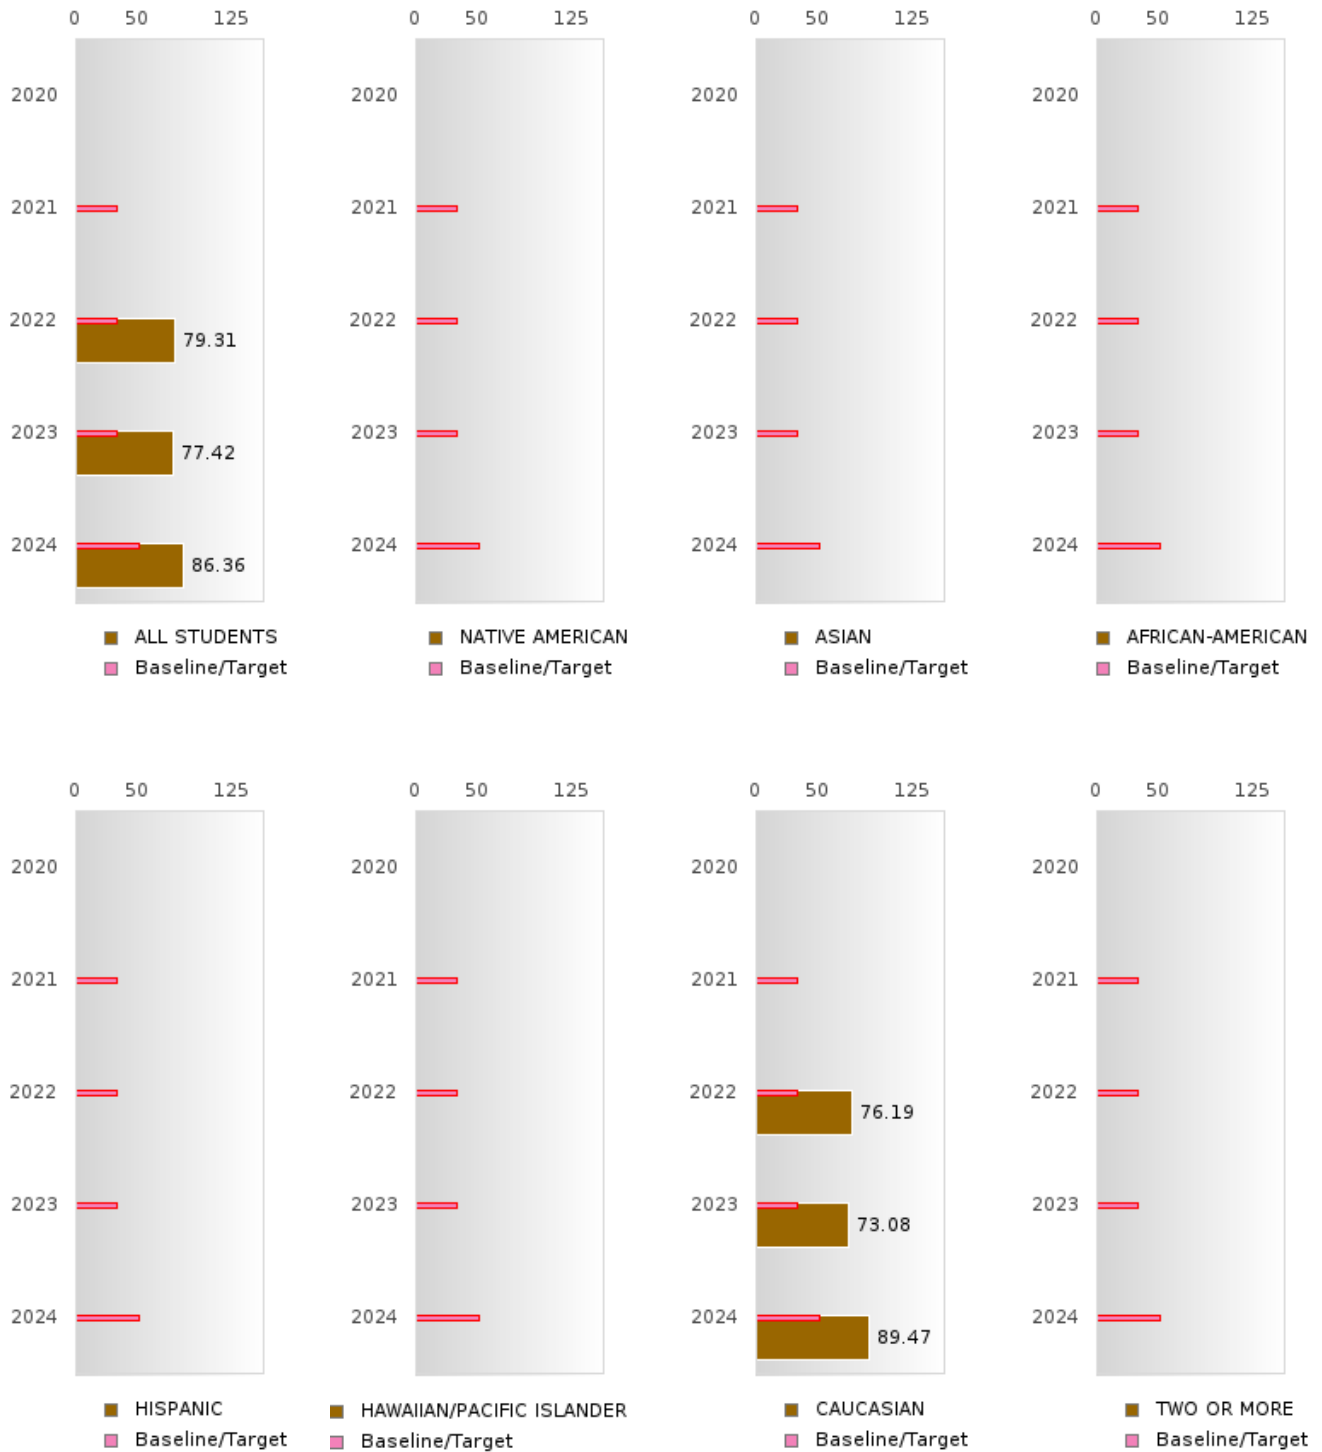 0 50 125 0 50 125 0 50 125 0 50 125
2020 2020 2020 2020
2021 2021 2021 2021
2022 2022 2022 2022
79.31
2023 2023 2023 2023
77.42
2024 2024 2024 2024
86.36
ALL STUDENTS NATIVE AMERICAN ASIAN AFRICAN-AMERICAN
Baseline/Target Baseline/Target Baseline/Target Baseline/Target
0 50 125 0 50 125 0 50 125 0 50 125
2020 2020 2020 2020
2021 2021 2021 2021
2022 2022 2022 2022
76.19
2023 2023 2023 2023
73.08
2024 2024 2024 2024
89.47
HISPANIC HAWAIIAN/PACIFIC ISLANDER CAUCASIAN TWO OR MORE
Baseline/Target Baseline/Target Baseline/Target Baseline/Target